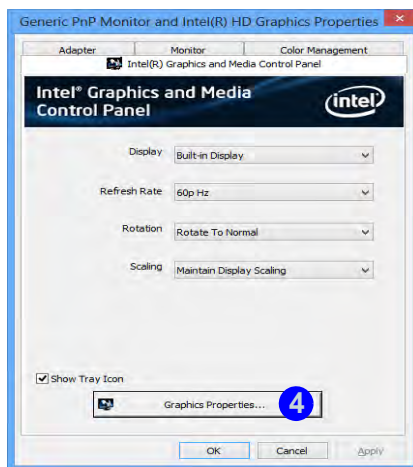 Generic PnP Monitor and Intel(R) HD Graphics Properties
Adapter Monitor Color Management
Intel(R) Graphics and Media Control Panel
Intel® Graphics and Media
Control Panel
intel
Display Built-in Display
Refresh Rate 60p Hz
Rotation Rotate To Normal
Scaling Maintain Display Scaling
Show Tray Icon
Graphics Properties... 4
OK Cancel Apply